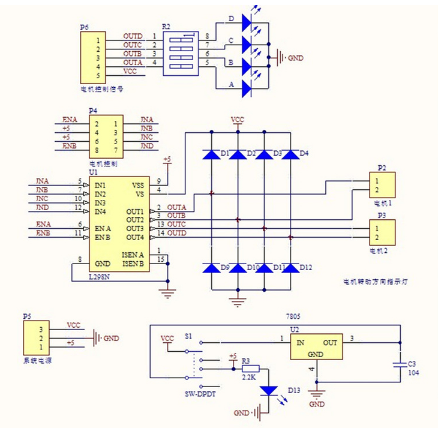 P6
R2
D
C
B
A
1 OUTD 1 8
2 OUTC 2 7
3 OUTB 3 6
4 OUTA 4 5
5 VCC
GND
电机控制信号
P4
ENA 2 1 INA
+5 4 3 INB
+5 6 5 INC
ENB 8 7 IND
电机控制
U1
+5
VCC
D1 D2 D3 D4
INA 5 IN1 VSS 9
INB 7 IN2 VS 4
INC 10 IN3
IND 12 IN4
OUT1 2 OUTA
OUT2 3 OUTB
ENA 6 EN A OUT3 13 OUTC
ENB 11 EN B OUT4 14 OUTD
ISEN A 1
8 GND ISEN B 15
L298N
D9 D10 D11 D12
GND
P2
1
2
电机1
P3
1
2
电机2
电机转动方向指示灯
P5
3 VCC
2 GND
1 +5
系统电源
VCC
S1
SW-DPDT
+5
R3
2.2K
D13
GND
7805
U2
1 IN OUT 3
GND
4
GND
C3
104